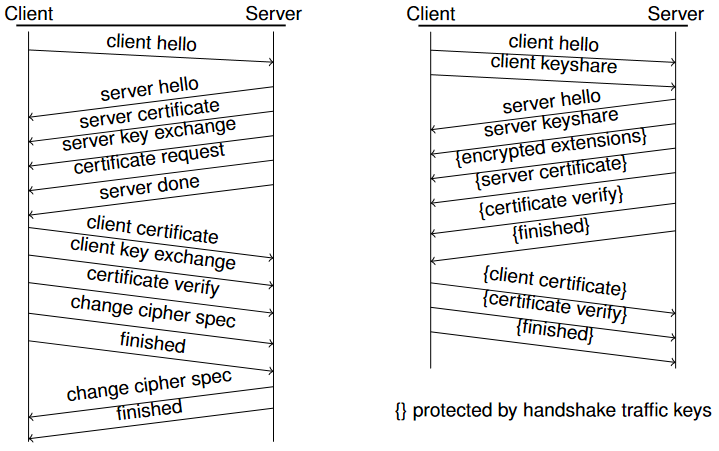 Client
Server
client hello
server hello
server certificate
server key exchange
certificate request
server done
client certificate
client key exchange
certificate verify
change cipher spec
finished
change cipher spec
finished
Client
Server
client hello
client keyshare
server hello
server keyshare
{encrypted extensions}
{server certificate}
{certificate verify}
{finished}
{client certificate}
{certificate verify}
{finished}
{} protected by handshake traffic keys